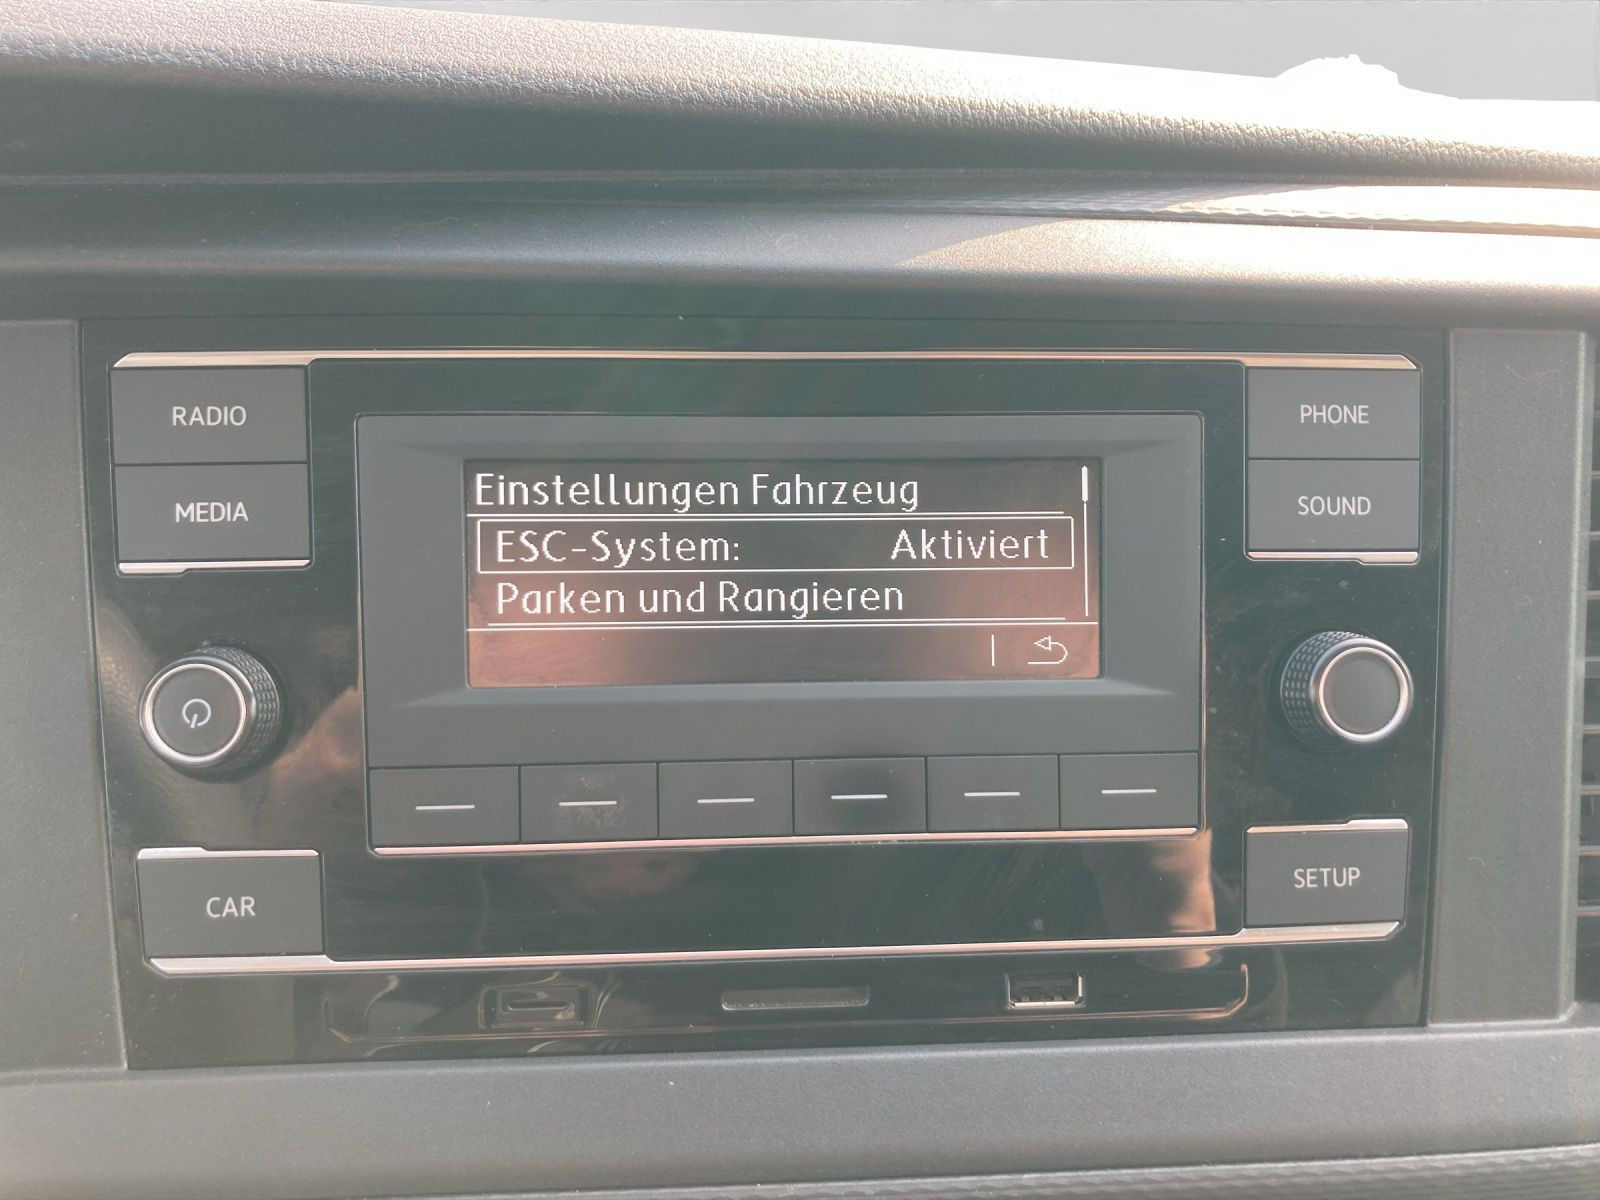 RADIO
MEDIA
PHONE
SOUND
Einstellungen Fahrzeug
ESC-System: Aktiviert
Parken und Rangieren
CAR
SETUP